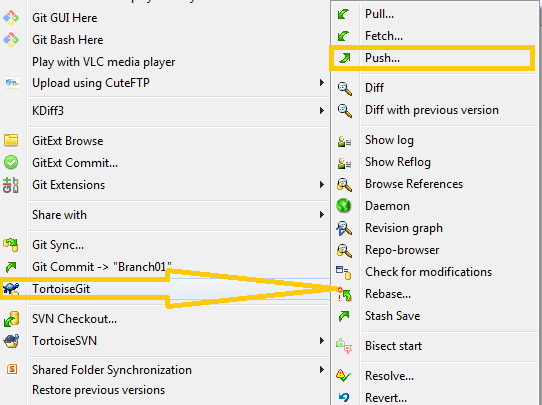 Git GUI Here
Git Bash Here
Play with VLC media player
Upload using CuteFTP
KDiff3
GitExt Browse
GitExt Commit...
Git Extensions
Share with
Git Sync...
Git Commit -> "Branch01"
TortoiseGit
SVN Checkout...
TortoiseSVN
Shared Folder Synchronization
Restore previous versions
Pull...
Fetch...
Push...
Diff
Diff with previous version
Show log
Show Reflog
Browse References
Daemon
Revision graph
Repo-browser
Check for modifications
Rebase...
Stash Save
Bisect start
Resolve...
Revert...